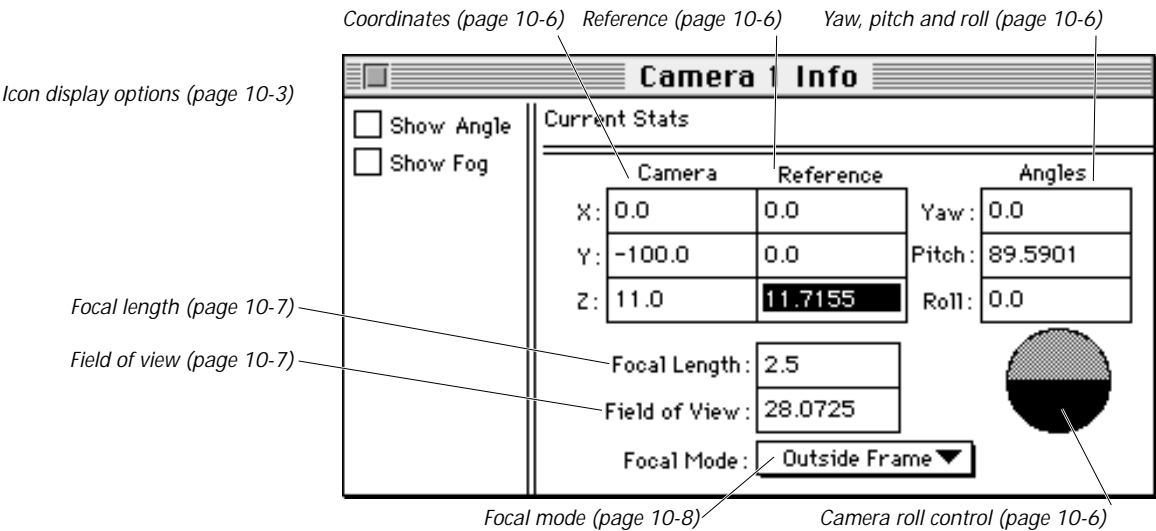 Coordinates (page 10-6) Reference (page 10-6) Yaw, pitch and roll (page 10-6)
Camera 1 Info
Icon display options (page 10-3)
Show Angle
Show Fog
Current Stats
Camera Reference Angles
X: 0.0 0.0 Yaw: 0.0
Y: -100.0 0.0 Pitch: 89.5901
Z: 11.0 11.7155 Roll: 0.0
Focal length (page 10-7)
Focal Length: 2.5
Field of view (page 10-7)
Field of View: 28.0725
Focal Mode: Outside Frame
Focal mode (page 10-8) Camera roll control (page 10-6)